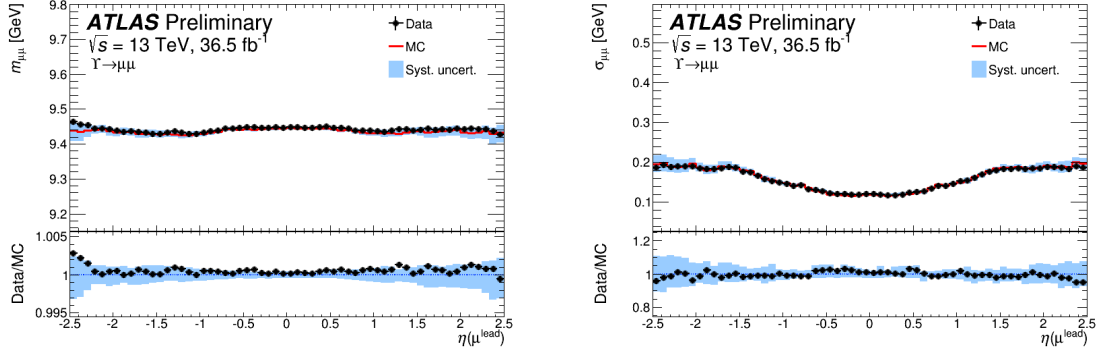 m_μμ [GeV]
9.8
9.7
9.6
9.5
9.4
9.3
9.2
ATLAS Preliminary
√s = 13 TeV, 36.5 fb⁻¹
ϒ→μμ
Data
MC
Syst. uncert.
Data/MC
1.005
1
0.995
-2.5 -2 -1.5 -1 -0.5 0 0.5 1 1.5 2 2.5
η(μ^lead)
σ_μμ [GeV]
0.5
0.4
0.3
0.2
0.1
ATLAS Preliminary
√s = 13 TeV, 36.5 fb⁻¹
ϒ→μμ
Data
MC
Syst. uncert.
Data/MC
1.2
1.0
0.8
-2.5 -2 -1.5 -1 -0.5 0 0.5 1 1.5 2 2.5
η(μ^lead)